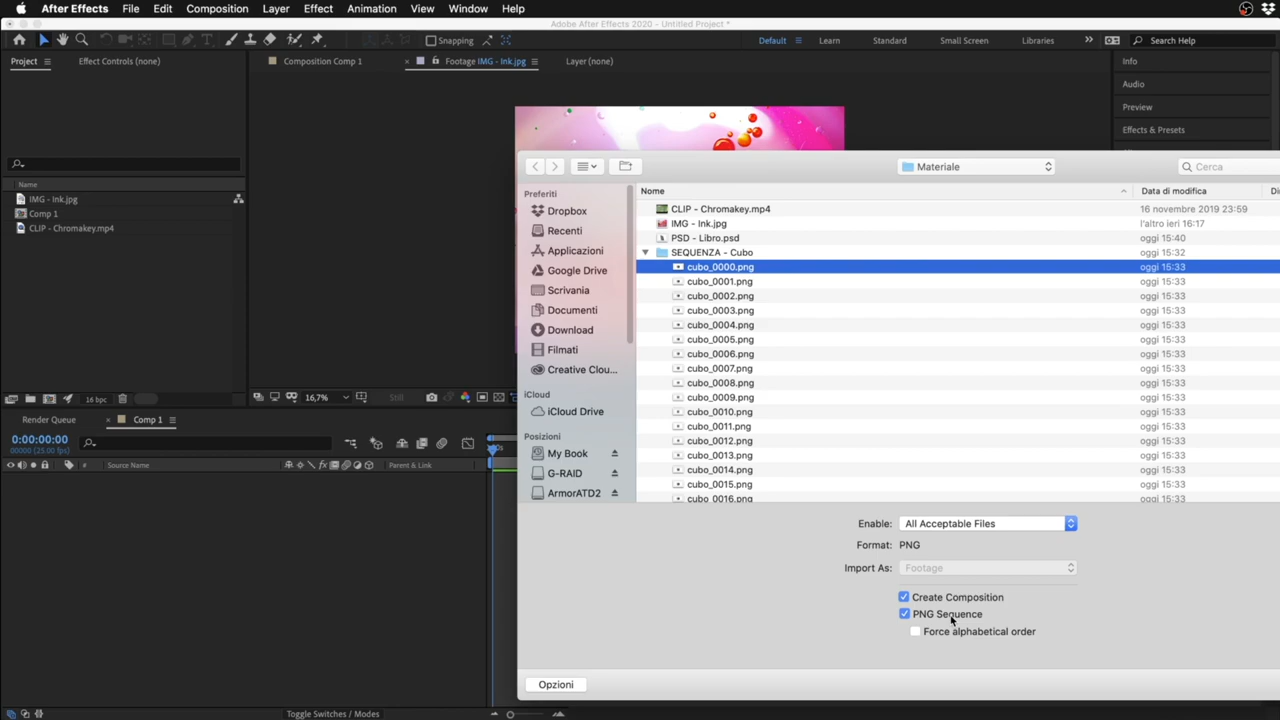 After Effects File Edit Composition Layer Effect Animation View Window Help
Adobe After Effects 2020 - Untitled Project *
Snapping Default Learn Standard Small Screen Libraries Search Help
Project Effect Controls (none) Composition Comp 1 Footage IMG - Ink.jpg Layer (none) Info
Audio
Preview
Effects & Presets
Name
IMG - Ink.jpg
Comp 1
CLIP - Chromakey.mp4
16 bpc
16,7%
Still
Materiale
Cerca
Preferiti
Dropbox
Recenti
Applicazioni
Google Drive
Scrivania
Documenti
Download
Filmati
Creative Clou...
iCloud
iCloud Drive
Posizioni
My Book
G-RAID
ArmorATD2
Nome Data di modifica Di
CLIP - Chromakey.mp4 16 novembre 2019 23:59
IMG - Ink.jpg l'altro ieri 16:17
PSD - Libro.psd oggi 15:40
SEQUENZA - Cubo oggi 15:32
cubo_0000.png oggi 15:33
cubo_0001.png oggi 15:33
cubo_0002.png oggi 15:33
cubo_0003.png oggi 15:33
cubo_0004.png oggi 15:33
cubo_0005.png oggi 15:33
cubo_0006.png oggi 15:33
cubo_0007.png oggi 15:33
cubo_0008.png oggi 15:33
cubo_0009.png oggi 15:33
cubo_0010.png oggi 15:33
cubo_0011.png oggi 15:33
cubo_0012.png oggi 15:33
cubo_0013.png oggi 15:33
cubo_0014.png oggi 15:33
cubo_0015.png oggi 15:33
cubo_0016.png oggi 15:33
Enable: All Acceptable Files
Format: PNG
Import As: Footage
Create Composition
PNG Sequence
Force alphabetical order
Opzioni
Render Queue Comp 1
0:00:00:00
00000 (25.00 fps)
# Source Name Parent & Link
Toggle Switches / Modes